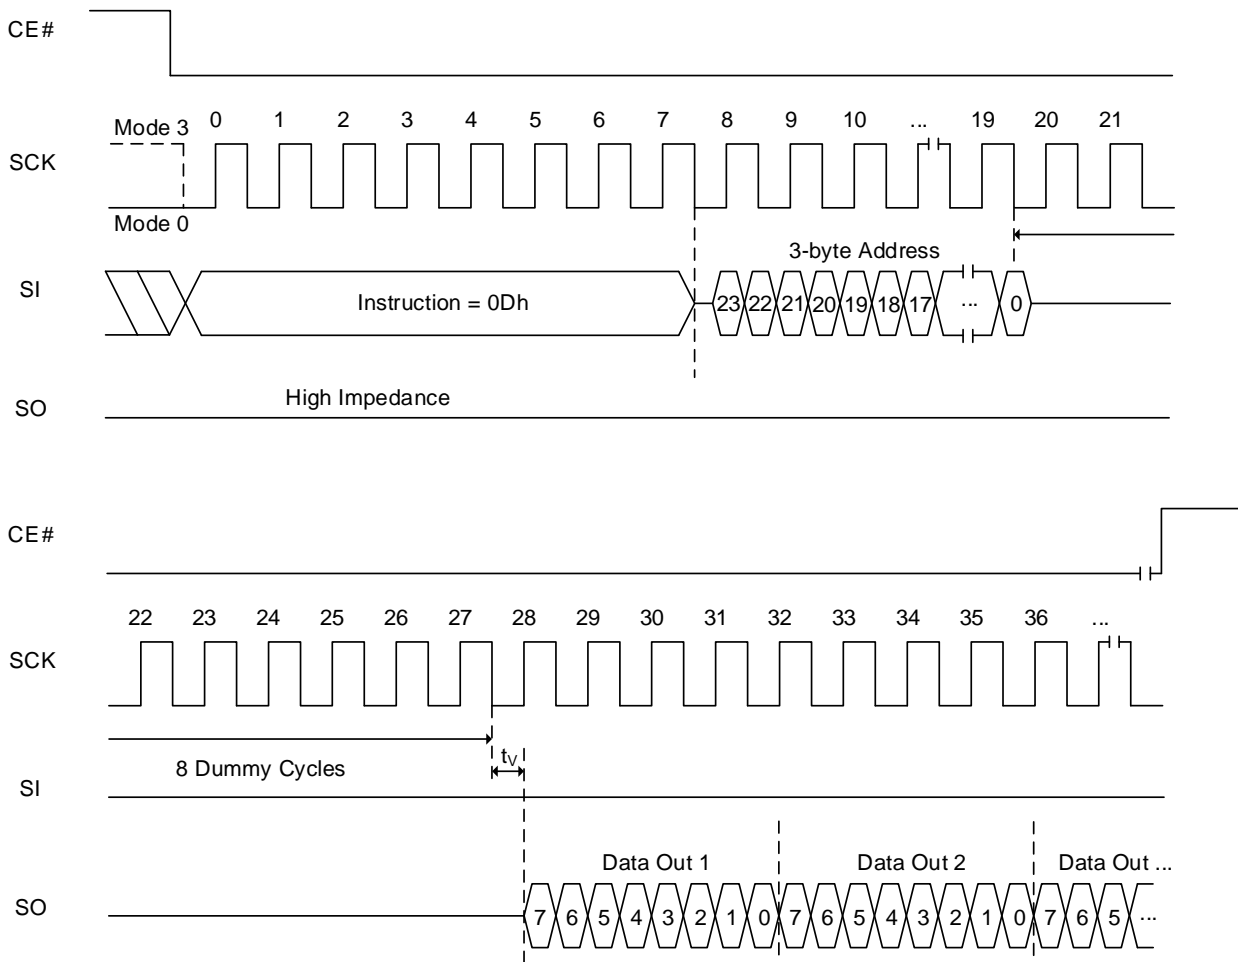 CE#
0 1 2 3 4 5 6 7 8 9 10 ... 19 20 21
Mode 3
SCK
Mode 0
3-byte Address
SI
Instruction = 0Dh
23 22 21 20 19 18 17 ... 0
High Impedance
SO
CE#
22 23 24 25 26 27 28 29 30 31 32 33 34 35 36 ...
SCK
tV
8 Dummy Cycles
SI
Data Out 1 Data Out 2 Data Out ...
SO
7 6 5 4 3 2 1 0 7 6 5 4 3 2 1 0 7 6 5 ...